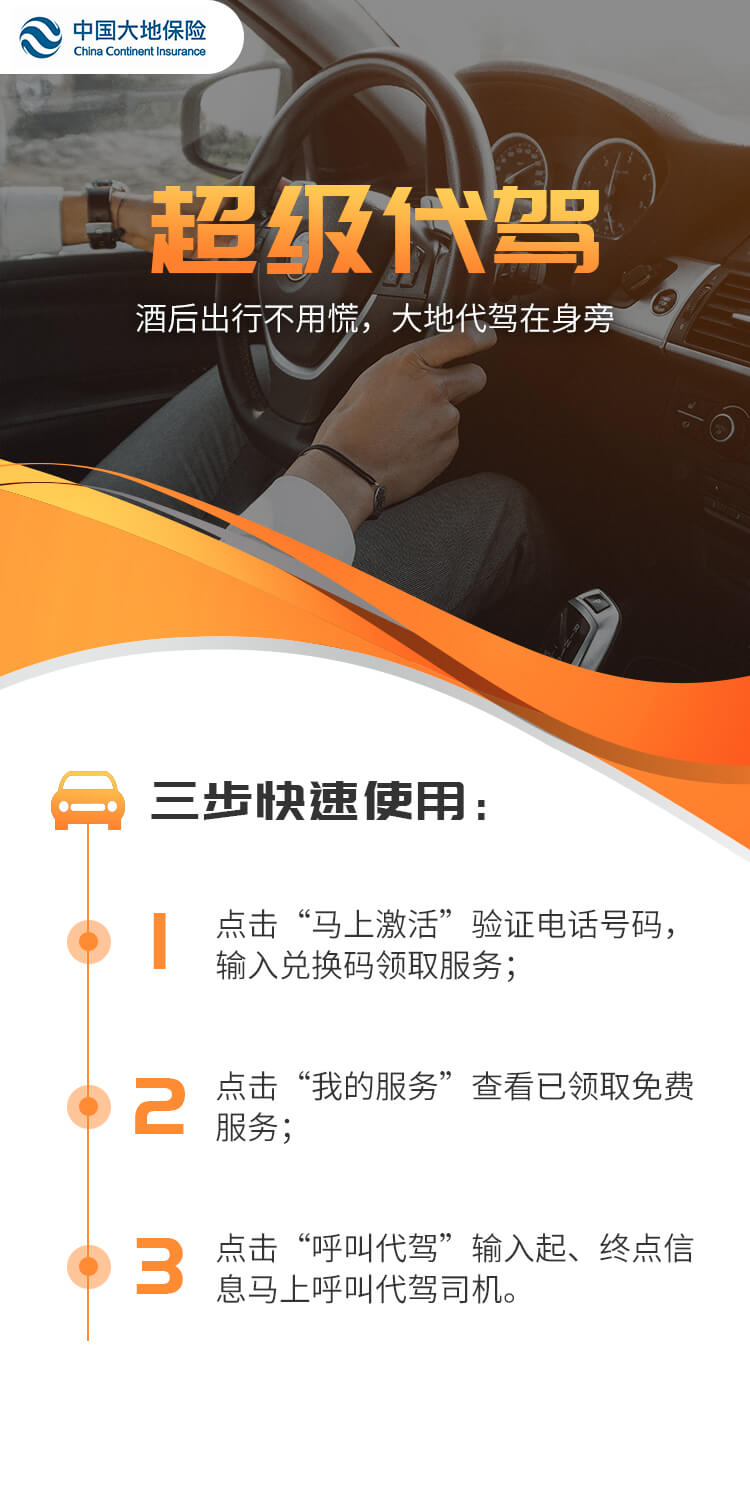 中国大地保险
China Continent Insurance
超级代驾
酒后出行不用慌，大地代驾在身旁
三步快速使用：
1
点击“马上激活”验证电话号码，
输入兑换码领取服务；
2
点击“我的服务”查看已领取免费
服务；
3
点击“呼叫代驾”输入起、终点信
息马上呼叫代驾司机。